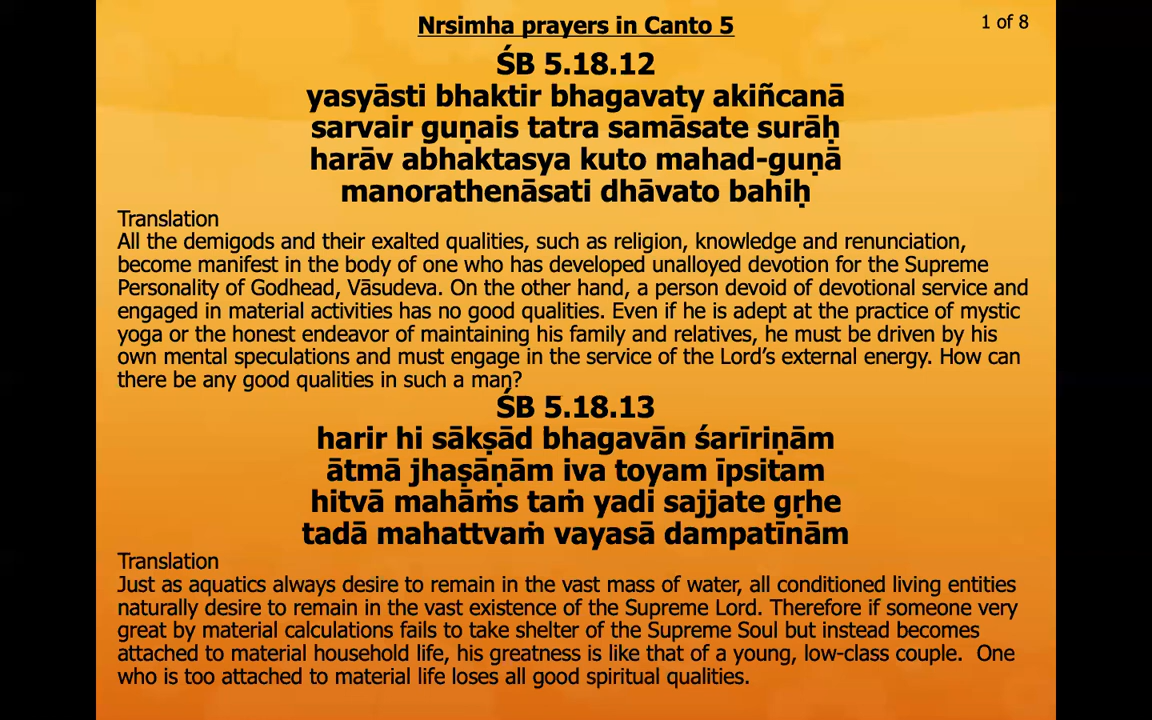 Nrsimha prayers in Canto 5
1 of 8
ŚB 5.18.12
yasyāsti bhaktir bhagavaty akiñcanā
sarvair guṇais tatra samāsate surāḥ
harāv abhaktasya kuto mahad-guṇā
manorathenāsati dhāvato bahiḥ
Translation
All the demigods and their exalted qualities, such as religion, knowledge and renunciation,
become manifest in the body of one who has developed unalloyed devotion for the Supreme
Personality of Godhead, Vāsudeva. On the other hand, a person devoid of devotional service and
engaged in material activities has no good qualities. Even if he is adept at the practice of mystic
yoga or the honest endeavor of maintaining his family and relatives, he must be driven by his
own mental speculations and must engage in the service of the Lord’s external energy. How can
there be any good qualities in such a man?
ŚB 5.18.13
harir hi sākṣād bhagavān śarīriṇām
ātmā jhaṣāṇām iva toyam īpsitam
hitvā mahāṁs taṁ yadi sajjate gṛhe
tadā mahattvaṁ vayasā dampatīnām
Translation
Just as aquatics always desire to remain in the vast mass of water, all conditioned living entities
naturally desire to remain in the vast existence of the Supreme Lord. Therefore if someone very
great by material calculations fails to take shelter of the Supreme Soul but instead becomes
attached to material household life, his greatness is like that of a young, low-class couple.  One
who is too attached to material life loses all good spiritual qualities.